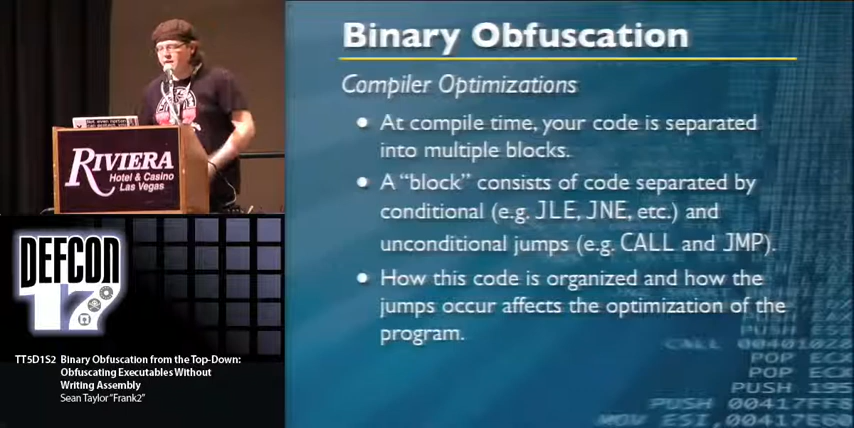 Binary Obfuscation
Compiler Optimizations
At compile time, your code is separated
into multiple blocks.
A “block” consists of code separated by
conditional (e.g. JLE, JNE, etc.) and
unconditional jumps (e.g. CALL and JMP).
How this code is organized and how the
jumps occur affects the optimization of the
program.
PUSH ESI
CALL 00401028
POP ECX
POP ECX
PUSH 195
PUSH 00417FF8
MOV ESI,00417E60
RIVIERA
Hotel & Casino
Las Vegas
DEFCON
17
TT5D1S2 Binary Obfuscation from the Top-Down:
Obfuscating Executables Without
Writing Assembly
Sean Taylor "Frank2"